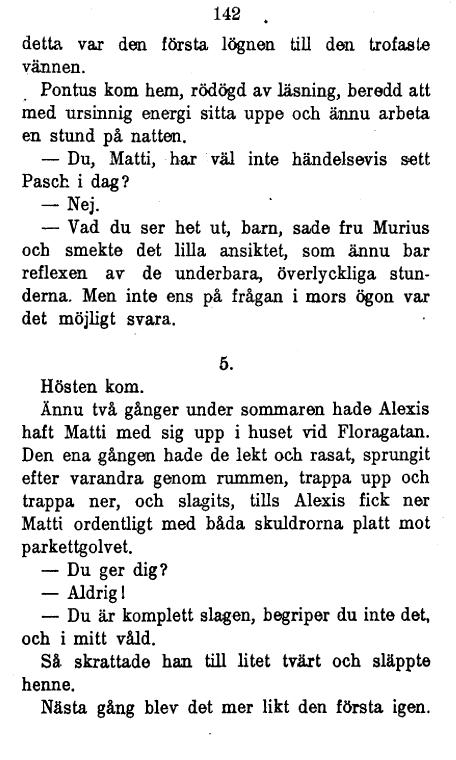 142
detta var den första lögnen till den trofaste
vännen.
Pontus kom hem, rödögd av läsning, beredd att
med ursinnig energi sitta uppe och ännu arbeta
en stund på natten.
— Du, Matti, har väl inte händelsevis sett
Pasch i dag?
— Nej.
— Vad du ser het ut, barn, sade fru Murius
och smekte det lilla ansiktet, som ännu bar
reflexen av de underbara, överlyckliga stun-
derna. Men inte ens på frågan i mors ögon var
det möjligt svara.
5.
Hösten kom.
Ännu två gånger under sommaren hade Alexis
haft Matti med sig upp i huset vid Floragatan.
Den ena gången hade de lekt och rasat, sprungit
efter varandra genom rummen, trappa upp och
trappa ner, och slagits, tills Alexis fick ner
Matti ordentligt med båda skuldrorna platt mot
parkettgolvet.
— Du ger dig?
— Aldrig!
— Du är komplett slagen, begriper du inte det,
och i mitt våld.
Så skrattade han till litet tvärt och släppte
henne.
Nästa gång blev det mer likt den första igen.